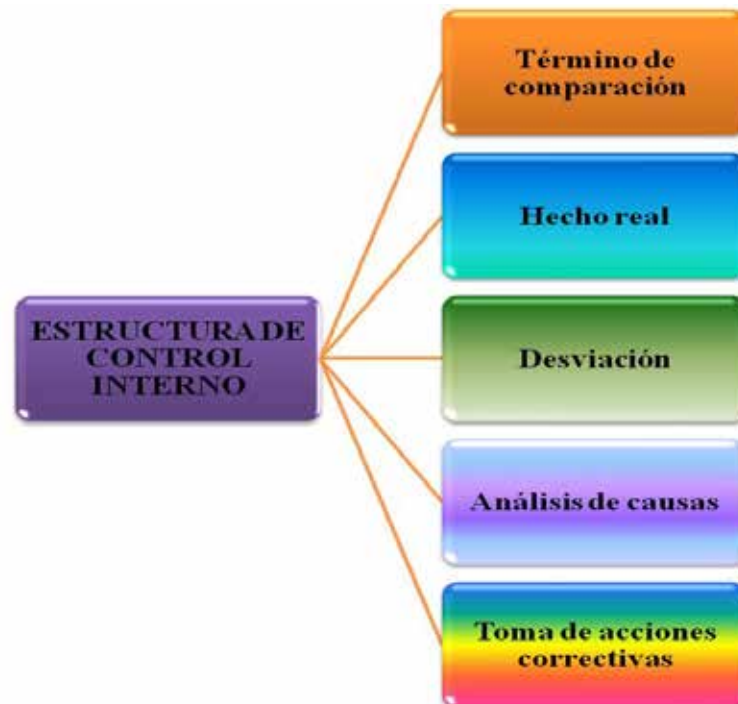 Término de
comparación
Hecho real
ESTRUCTURA DE
CONTROL
INTERNO
Desviación
Análisis de causas
Toma de acciones
correctivas